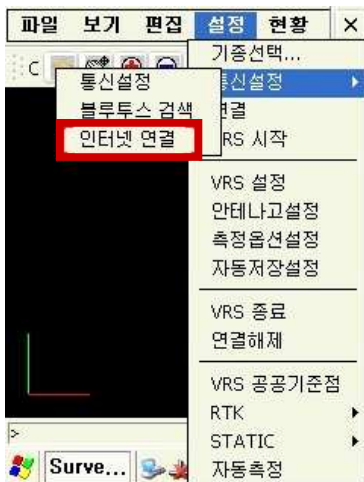 파일 보기 편집 설정 현황 ×
C
기종선택...
통신설정
통신설정
블루투스 검색
연결
인터넷 연결
VRS 시작
VRS 설정
안테나고설정
측정옵션설정
자동저장설정
VRS 종료
연결해제
VRS 공공기준점
RTK
STATIC
자동측정
>
Surve...